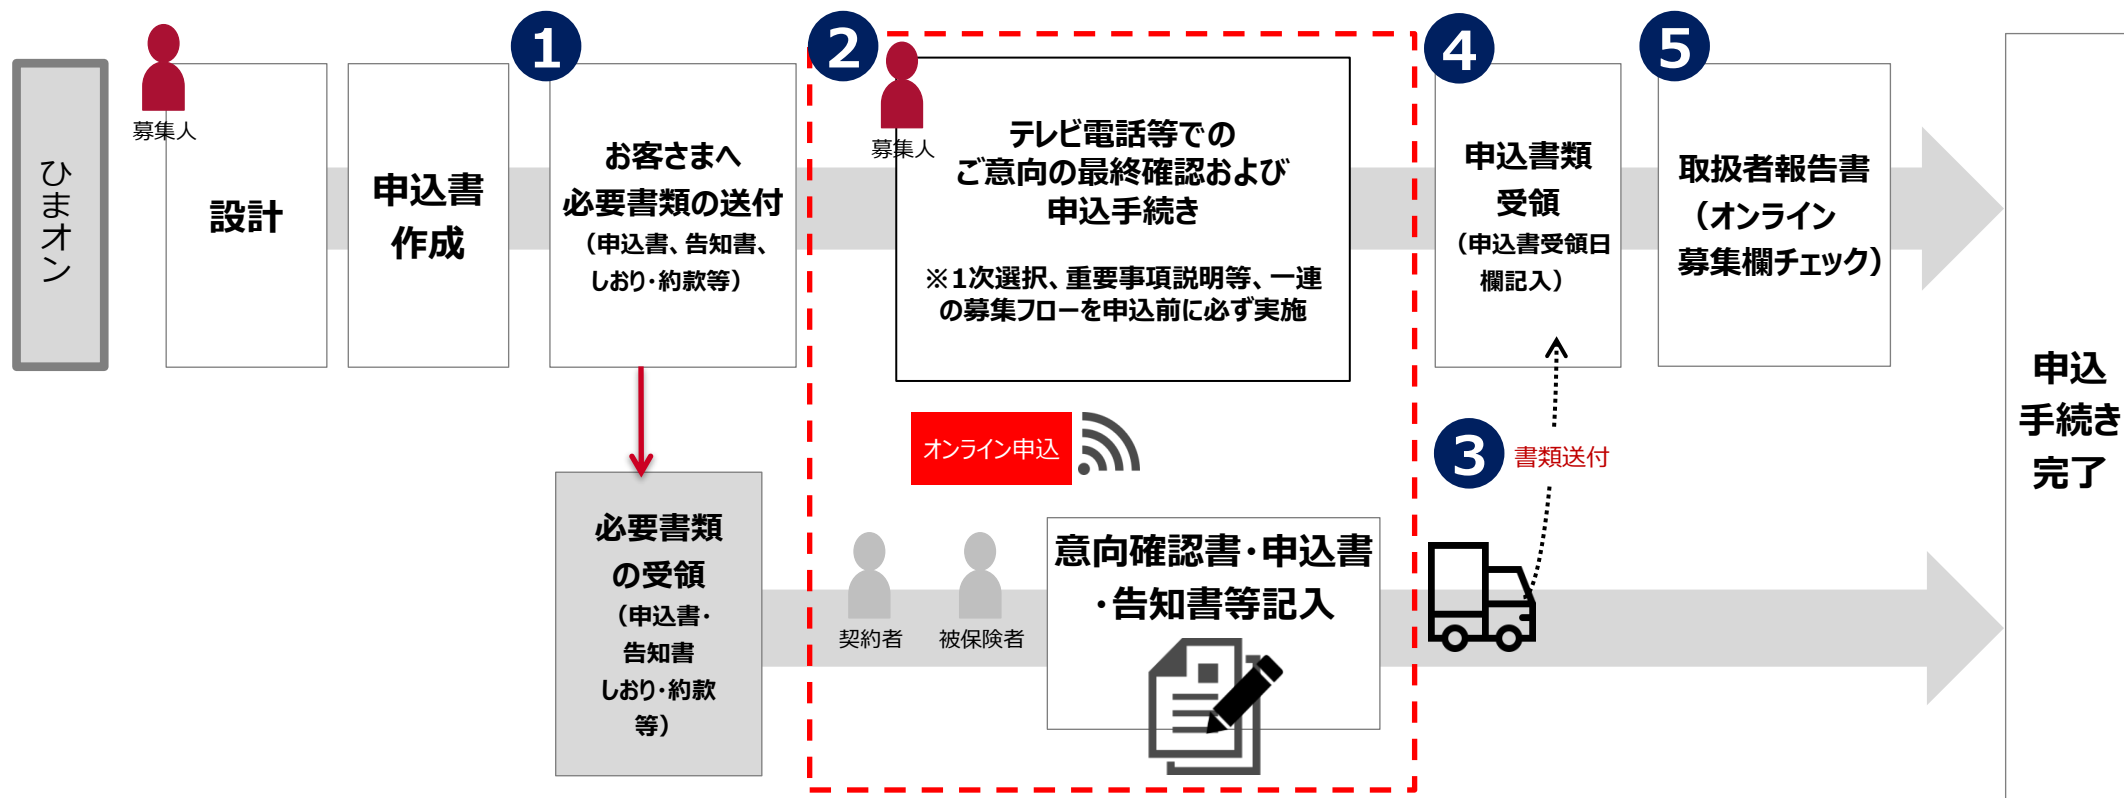 ひまオン
募集人
設計
申込書
作成
1
お客さまへ
必要書類の送付
（申込書、告知書、
しおり・約款等）
必要書類
の受領
（申込書・
告知書
しおり・約款
等）
2
募集人
テレビ電話等での
ご意向の最終確認および
申込手続き
※1次選択、重要事項説明等、一連
の募集フローを申込前に必ず実施
オンライン申込
契約者
被保険者
意向確認書・申込書
・告知書等記入
3
書類送付
4
申込書類
受領
（申込書受領日
欄記入）
5
取扱者報告書
（オンライン
募集欄チェック）
申込
手続き
完了